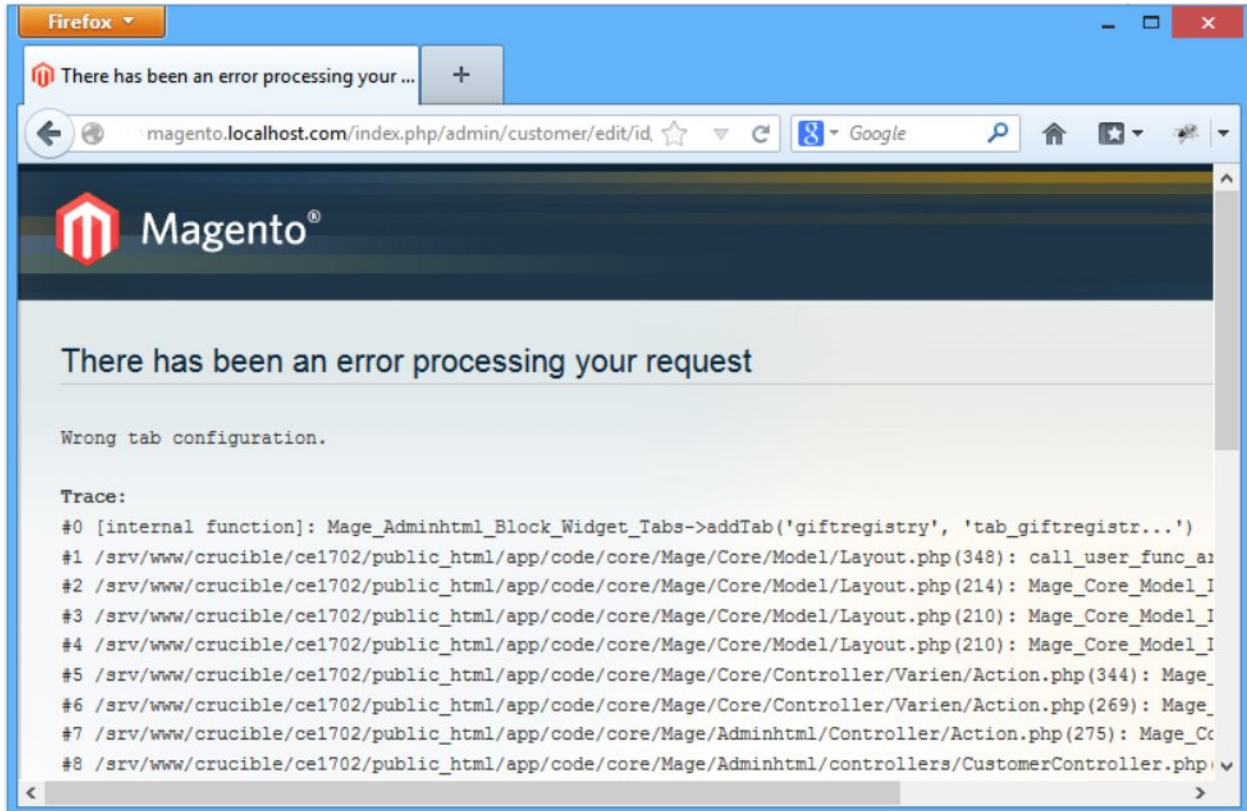 Firefox
There has been an error processing your ...
magento.localhost.com/index.php/admin/customer/edit/id,
Google
Magento®
There has been an error processing your request
Wrong tab configuration.
Trace:
#0 [internal function]: Mage_Adminhtml_Block_Widget_Tabs->addTab('giftregistry', 'tab_giftregistr...')
#1 /srv/www/crucible/ce1702/public_html/app/code/core/Mage/Core/Model/Layout.php(348): call_user_func_ar
#2 /srv/www/crucible/ce1702/public_html/app/code/core/Mage/Core/Model/Layout.php(214): Mage_Core_Model_
#3 /srv/www/crucible/ce1702/public_html/app/code/core/Mage/Core/Model/Layout.php(210): Mage_Core_Model_
#4 /srv/www/crucible/ce1702/public_html/app/code/core/Mage/Core/Model/Layout.php(210): Mage_Core_Model_
#5 /srv/www/crucible/ce1702/public_html/app/code/core/Mage/Core/Controller/Varien/Action.php(344): Mage_
#6 /srv/www/crucible/ce1702/public_html/app/code/core/Mage/Core/Controller/Varien/Action.php(269): Mage_
#7 /srv/www/crucible/ce1702/public_html/app/code/core/Mage/Adminhtml/Controller/Action.php(275): Mage_Co
#8 /srv/www/crucible/ce1702/public_html/app/code/core/Mage/Adminhtml/controllers/CustomerController.php